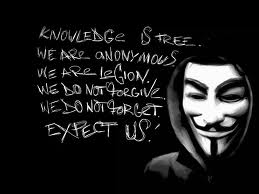 KNOWLEDGE IS FREE.
WE ARE ANONYMOUS.
WE ARE LEGION.
WE DO NOT FORGIVE.
WE DO NOT FORGET
EXPECT US!